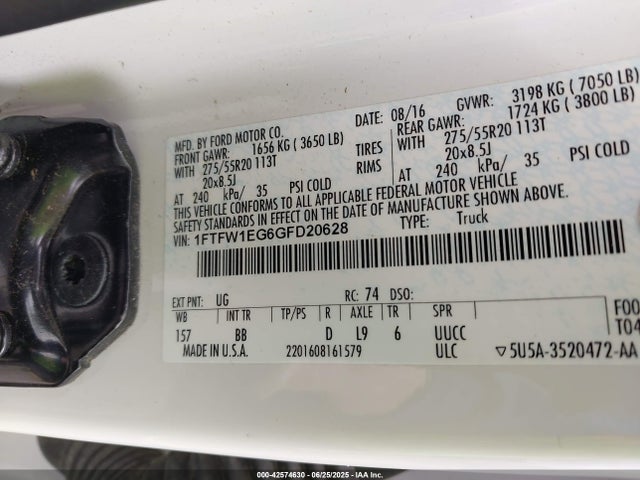 MFD. BY FORD MOTOR CO. DATE: 08/16 GVWR: 3198 KG ( 7050 LB)
FRONT GAWR: 1656 KG ( 3650 LB) REAR GAWR: 1724 KG ( 3800 LB)
WITH 275/55R20 113T TIRES WITH 275/55R20 113T
20x8.5J RIMS 20x8.5J
AT 240 kPa/ 35 PSI COLD AT 240 kPa/ 35 PSI COLD
THIS VEHICLE CONFORMS TO ALL APPLICABLE FEDERAL MOTOR VEHICLE
SAFETY STANDARDS IN EFFECT ON THE DATE OF MANUFACTURE SHOWN ABOVE.
VIN: 1FTFW1EG6GFD20628 TYPE: Truck
EXT PNT: UG RC: 74 DSO:
WB INT TR TP/PS R AXLE TR SPR
157 BB D L9 6 UUCC
MADE IN U.S.A. 2201608161579 ULC ▽5U5A-3520472-AA
F00
T04
000-42574630 - 06/25/2025 - IAAI.com